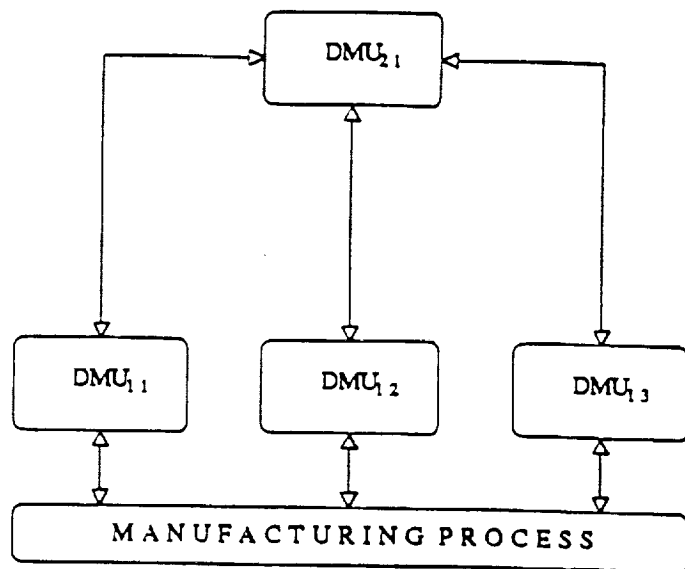 DMU₂₁
DMU₁₁
DMU₁₂
DMU₁₃
MANUFACTURING PROCESS